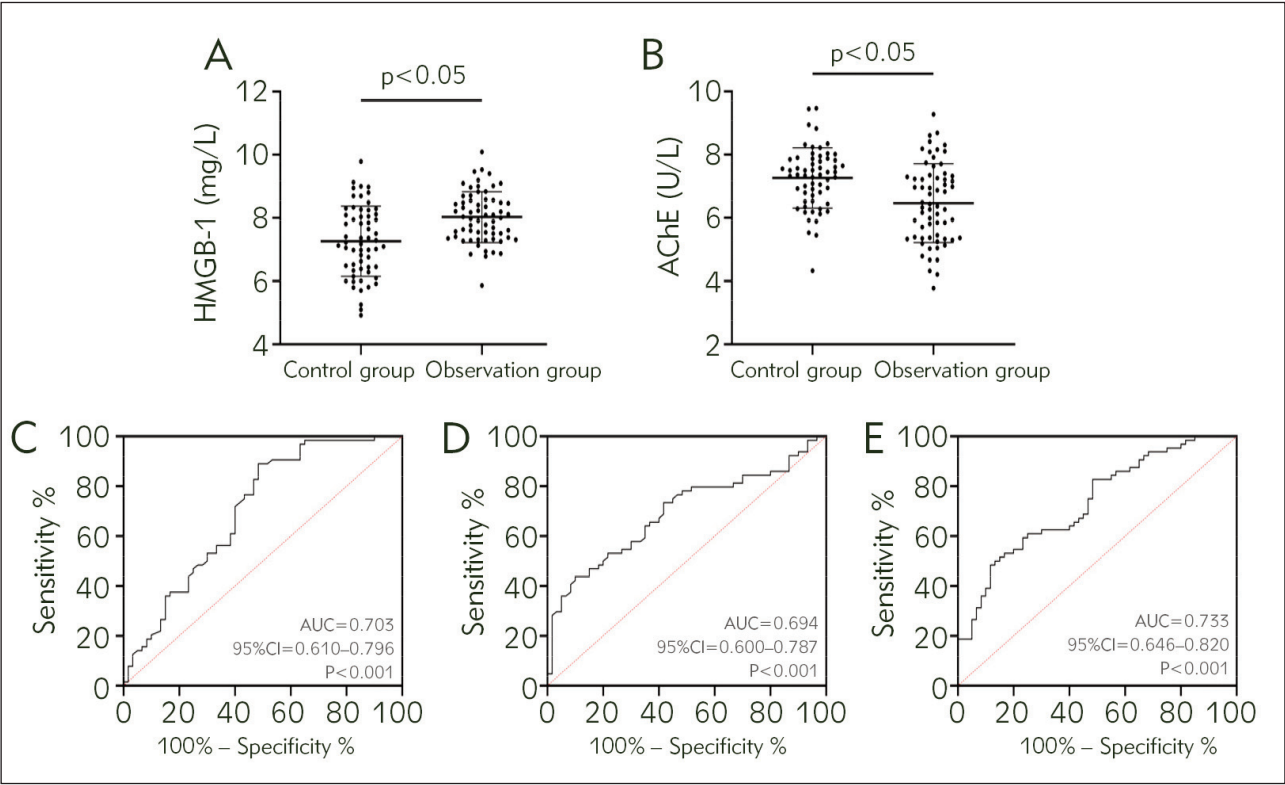 A
p<0.05
HMGB-1 (mg/L)
12
10
8
6
4
Control group
Observation group
B
p<0.05
AChE (U/L)
10
8
6
4
2
Control group
Observation group
C
Sensitivity %
100
80
60
40
20
0
AUC=0.703
95%CI=0.610–0.796
P<0.001
0 20 40 60 80 100
100% – Specificity %
D
Sensitivity %
100
80
60
40
20
0
AUC=0.694
95%CI=0.600–0.787
P<0.001
0 20 40 60 80 100
100% – Specificity %
E
Sensitivity %
100
80
60
40
20
0
AUC=0.733
95%CI=0.646–0.820
P<0.001
0 20 40 60 80 100
100% – Specificity %